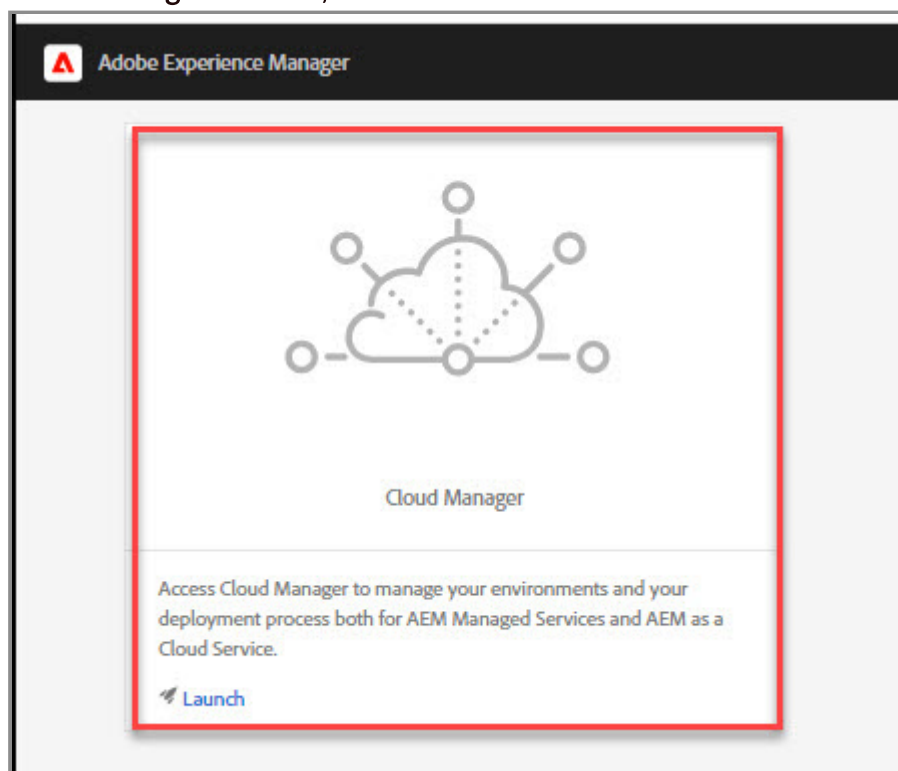 Adobe Experience Manager
Cloud Manager
Access Cloud Manager to manage your environments and your
deployment process both for AEM Managed Services and AEM as a
Cloud Service.
Launch